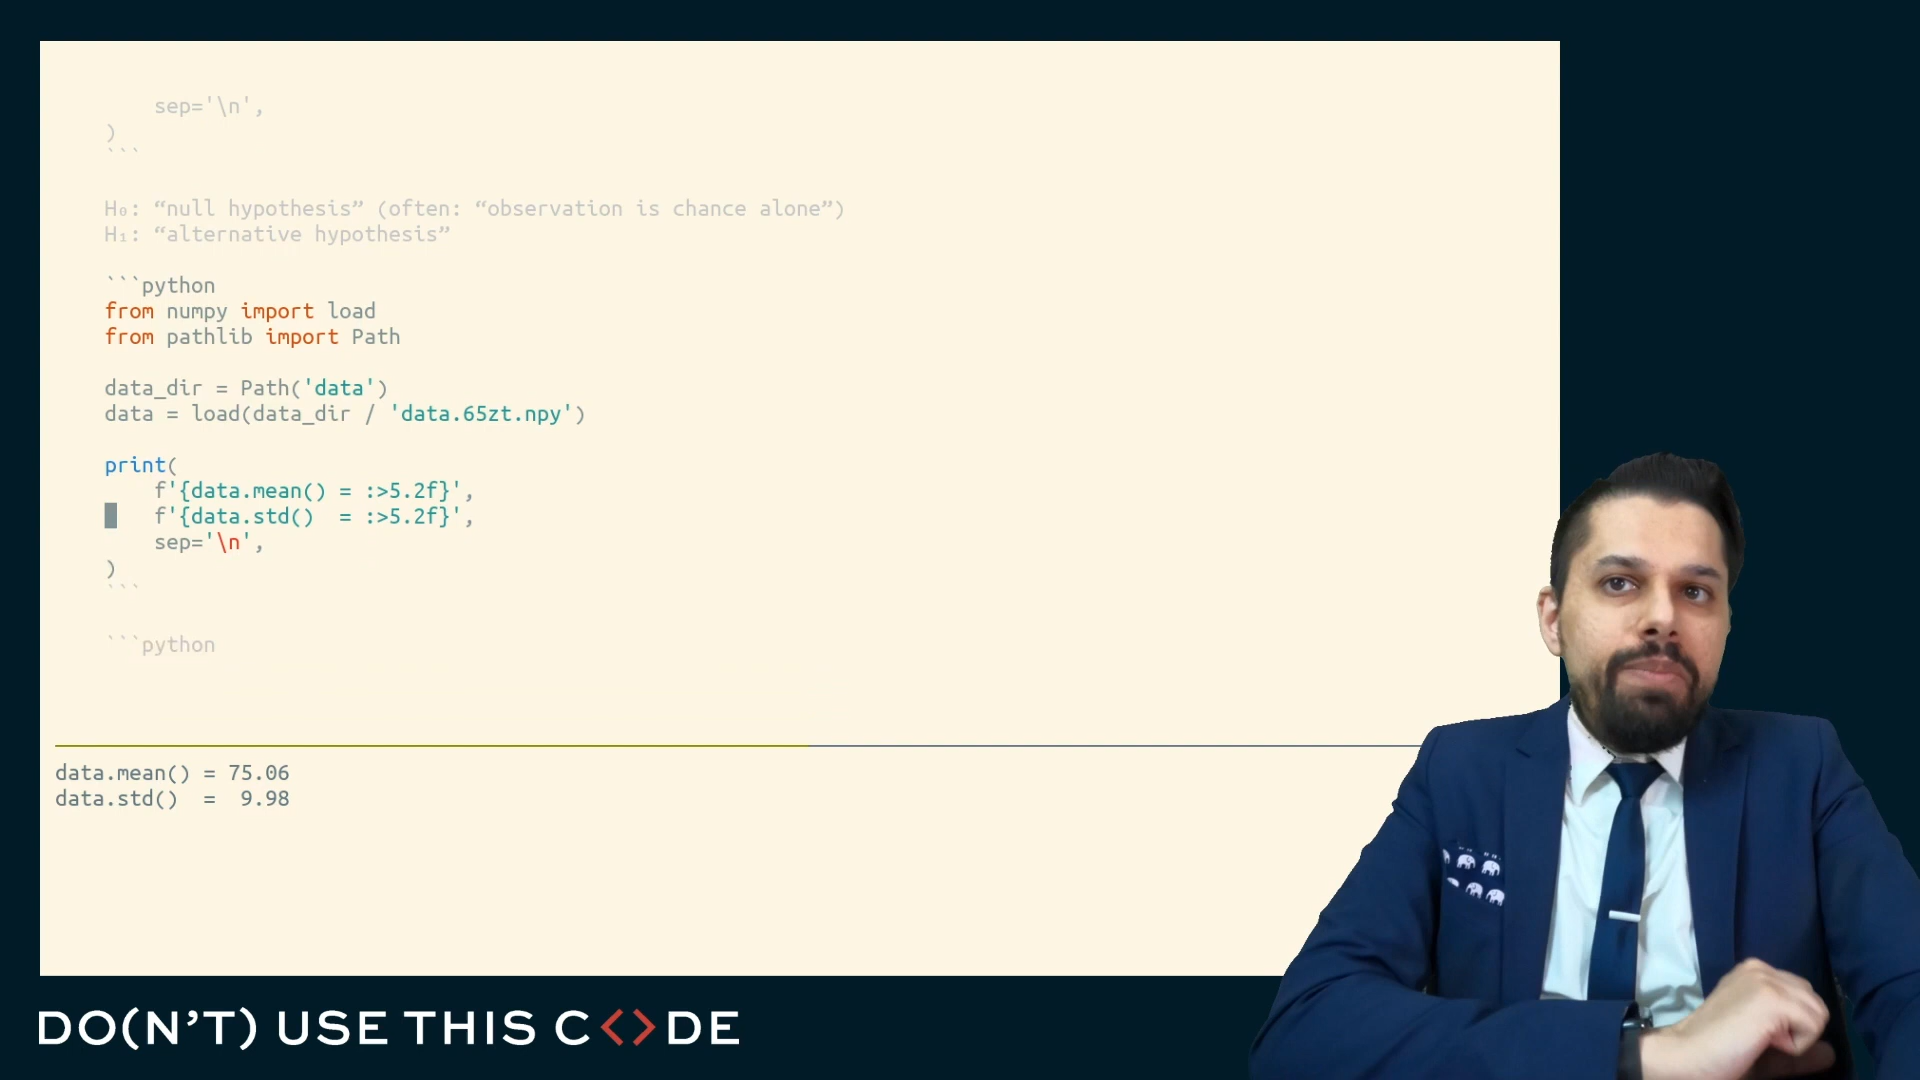 sep='\n',
)
```
H₀: “null hypothesis” (often: “observation is chance alone”)
H₁: “alternative hypothesis”
```python
from numpy import load
from pathlib import Path
data_dir = Path('data')
data = load(data_dir / 'data.65zt.npy')
print(
    f'{data.mean() = :>5.2f}',
    f'{data.std()  = :>5.2f}',
    sep='\n',
)
```
```python
data.mean() = 75.06
data.std()  =  9.98
DO(N’T) USE THIS C<>DE